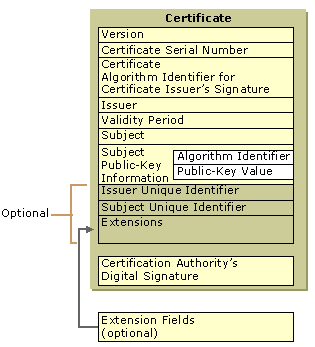 Certificate
Version
Certificate Serial Number
Certificate
Algorithm Identifier for
Certificate Issuer's Signature
Issuer
Validity Period
Subject
Subject
Public-Key
Information
Algorithm Identifier
Public-Key Value
Issuer Unique Identifier
Optional
Subject Unique Identifier
Extensions
Certification Authority's
Digital Signature
Extension Fields
(optional)